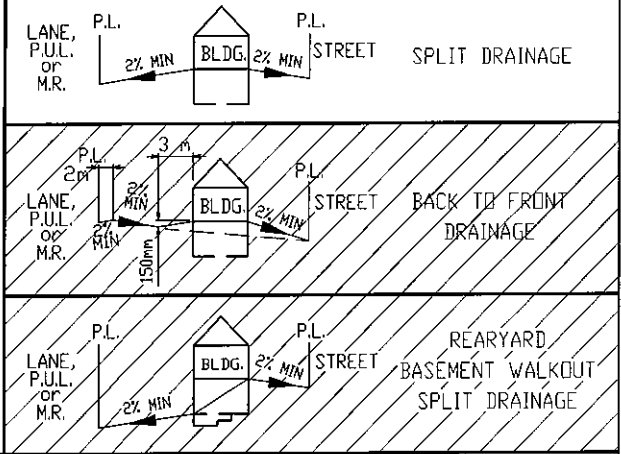 P.L. P.L.
LANE,
P.U.L.
or
M.R.
2% MIN BLDG. 2% MIN STREET SPLIT DRAINAGE
3 m
P.L. P.L.
2m
LANE,
P.U.L.
or
M.R.
2% MIN
2% MIN
150mm
BLDG. 2% MIN STREET BACK TO FRONT
DRAINAGE
P.L. P.L.
LANE,
P.U.L.
or
M.R.
2% MIN BLDG. 2% MIN STREET
REARYARD
BASEMENT WALKOUT
SPLIT DRAINAGE